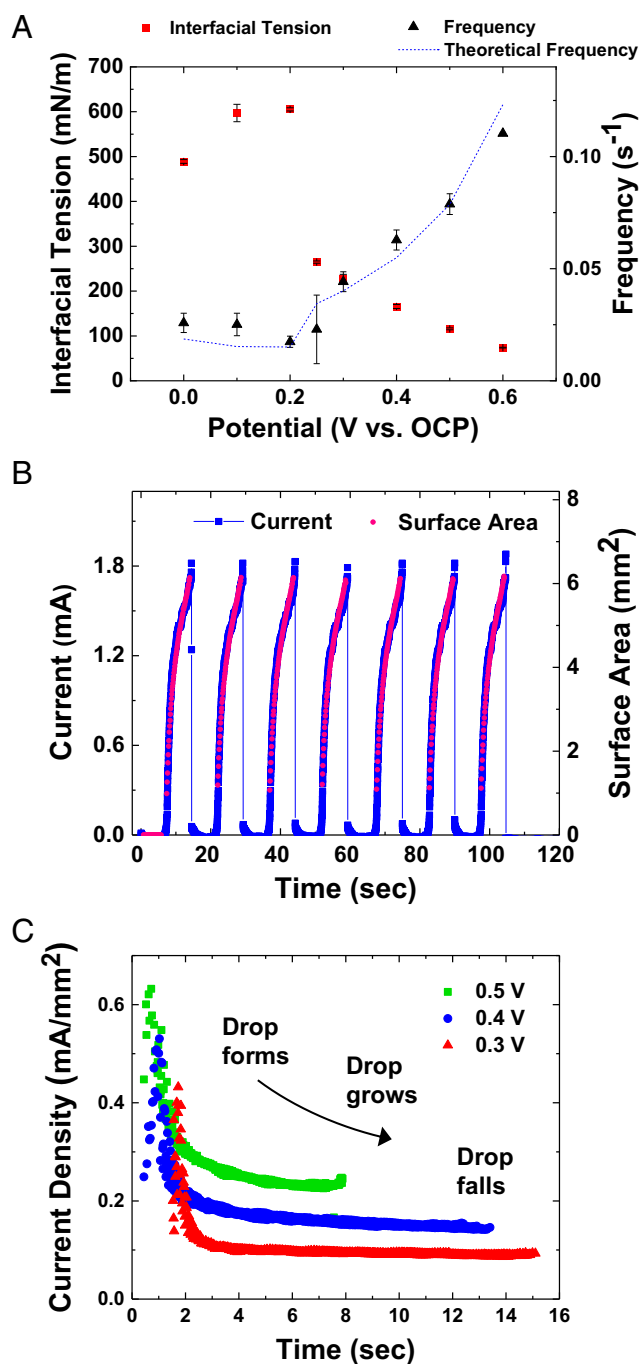 A
Interfacial Tension
Frequency
Theoretical Frequency
Interfacial Tension (mN/m)
700
600
500
400
300
200
100
0
Frequency (s-1)
0.10
0.05
0.00
0.0 0.2 0.4 0.6
Potential (V vs. OCP)
B
Current
Surface Area
Current (mA)
1.8
1.2
0.6
0.0
Surface Area (mm2)
8
6
4
2
0
0 20 40 60 80 100 120
Time (sec)
C
Current Density (mA/mm2)
0.6
0.4
0.2
0.0
0.5 V
0.4 V
0.3 V
Drop
forms
Drop
grows
Drop
falls
0 2 4 6 8 10 12 14 16
Time (sec)